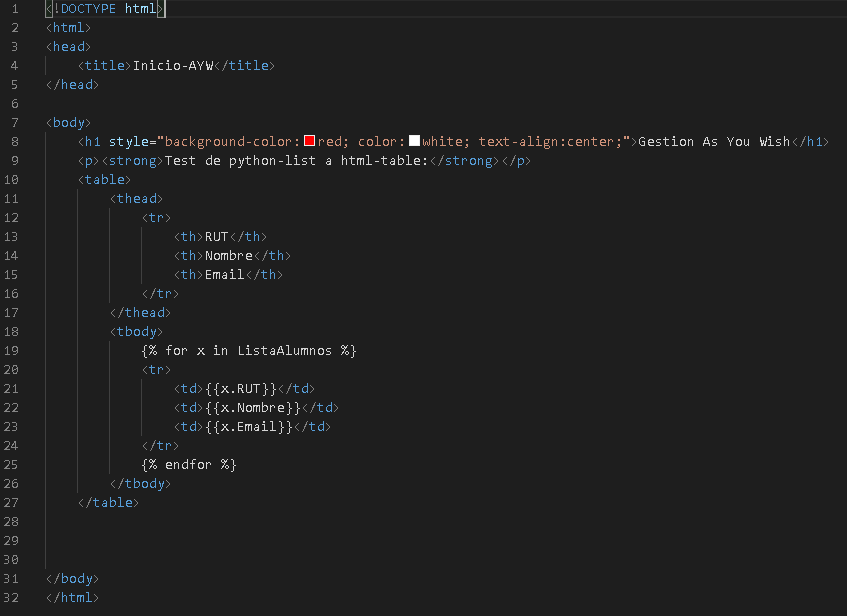 1 <!DOCTYPE html>
2 <html>
3 <head>
4     <title>Inicio-AYW</title>
5 </head>
6
7 <body>
8     <h1 style="background-color:red; color:white; text-align:center;">Gestion As You Wish</h1>
9     <p><strong>Test de python-list a html-table:</strong></p>
10     <table>
11         <thead>
12             <tr>
13                 <th>RUT</th>
14                 <th>Nombre</th>
15                 <th>Email</th>
16             </tr>
17         </thead>
18         <tbody>
19             {% for x in ListaAlumnos %}
20             <tr>
21                 <td>{{x.RUT}}</td>
22                 <td>{{x.Nombre}}</td>
23                 <td>{{x.Email}}</td>
24             </tr>
25             {% endfor %}
26         </tbody>
27     </table>
28
29
30
31 </body>
32 </html>